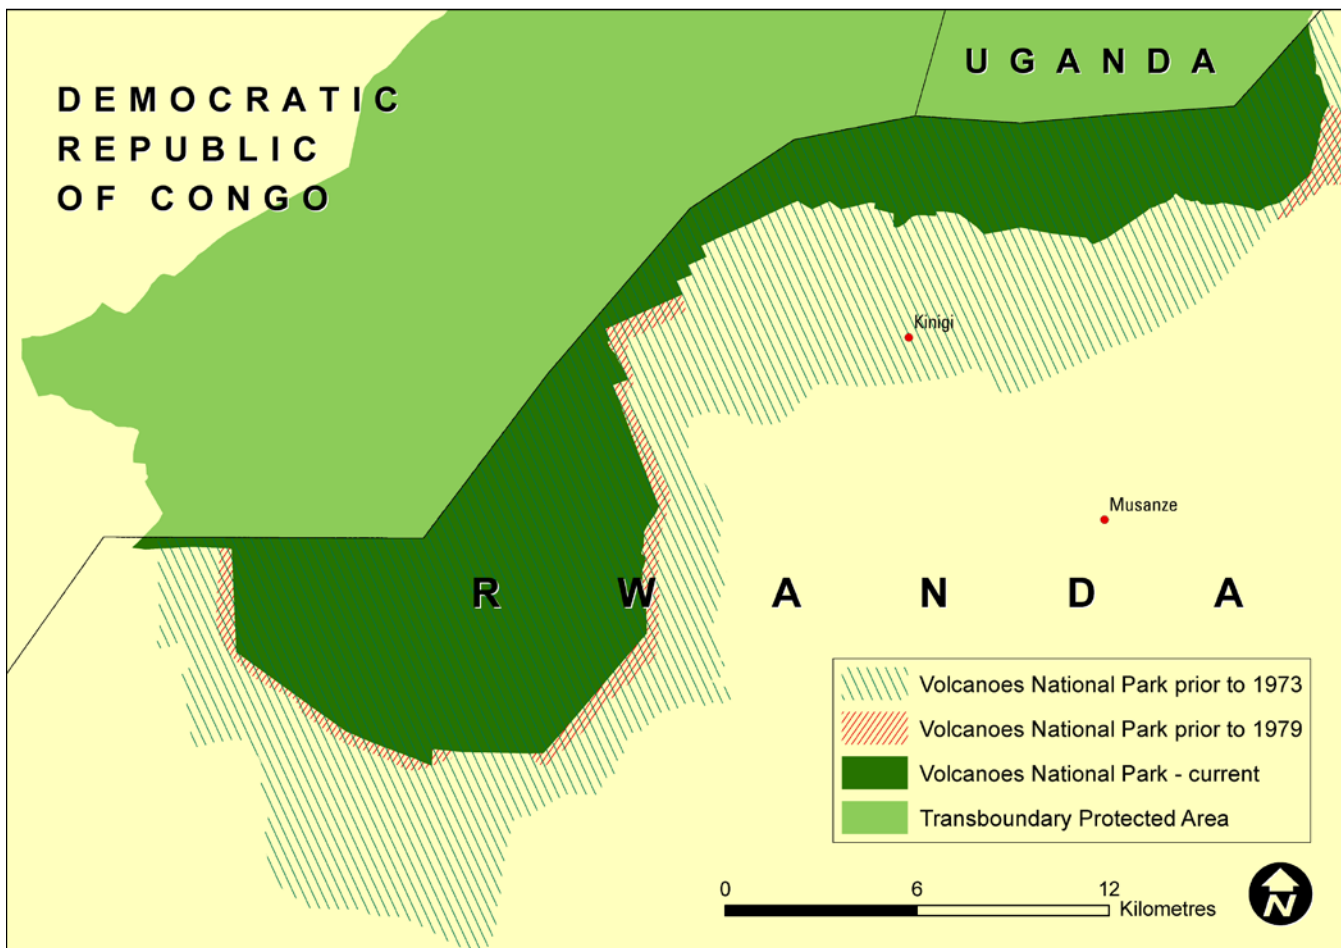 DEMOCRATIC
REPUBLIC
OF CONGO
UGANDA
Kinigi
Musanze
RWANDA
Volcanoes National Park prior to 1973
Volcanoes National Park prior to 1979
Volcanoes National Park - current
Transboundary Protected Area
0 6 12
Kilometres
N